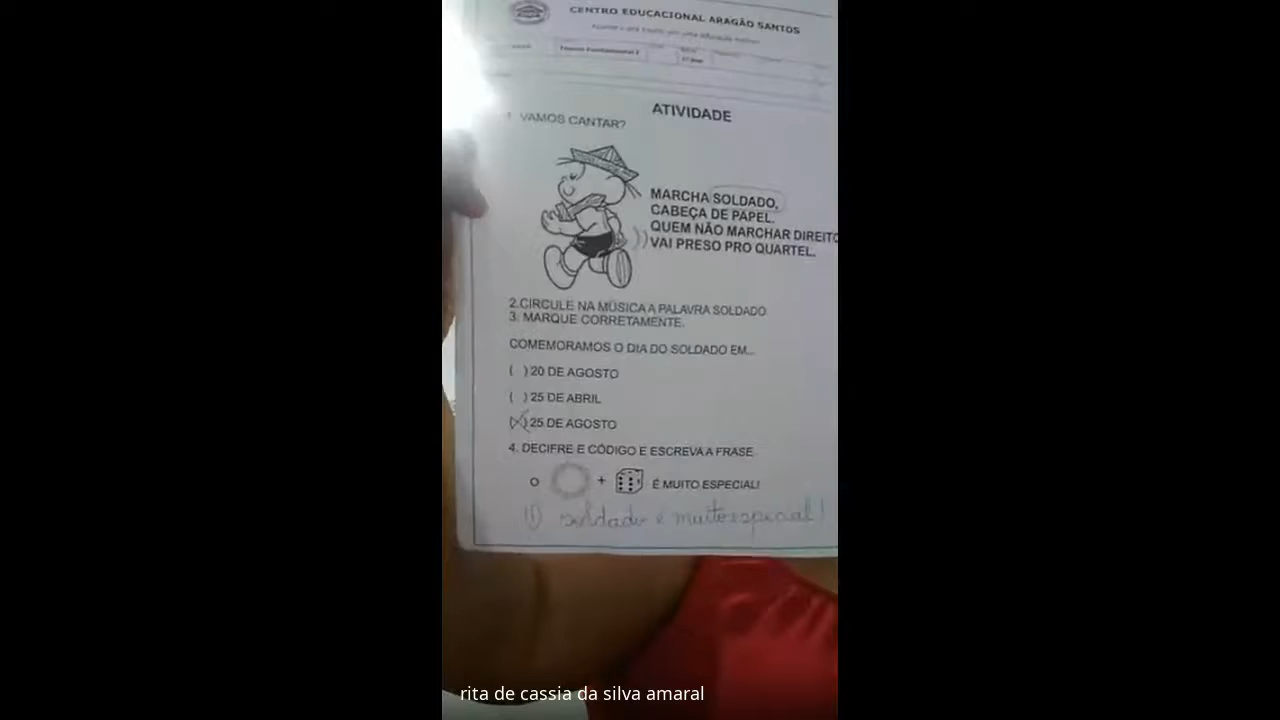 CENTRO EDUCACIONAL ARAGÃO SANTOS
ATIVIDADE
1 VAMOS CANTAR?
MARCHA SOLDADO,
CABEÇA DE PAPEL.
QUEM NÃO MARCHAR DIREITO
VAI PRESO PRO QUARTEL.
2.CIRCULE NA MÚSICA A PALAVRA SOLDADO
3. MARQUE CORRETAMENTE.
COMEMORAMOS O DIA DO SOLDADO EM...
( ) 20 DE AGOSTO
( ) 25 DE ABRIL
(X) 25 DE AGOSTO
4. DECIFRE E CÓDIGO E ESCREVA A FRASE
O + É MUITO ESPECIAL!
O soldado é muito especial!
rita de cassia da silva amaral